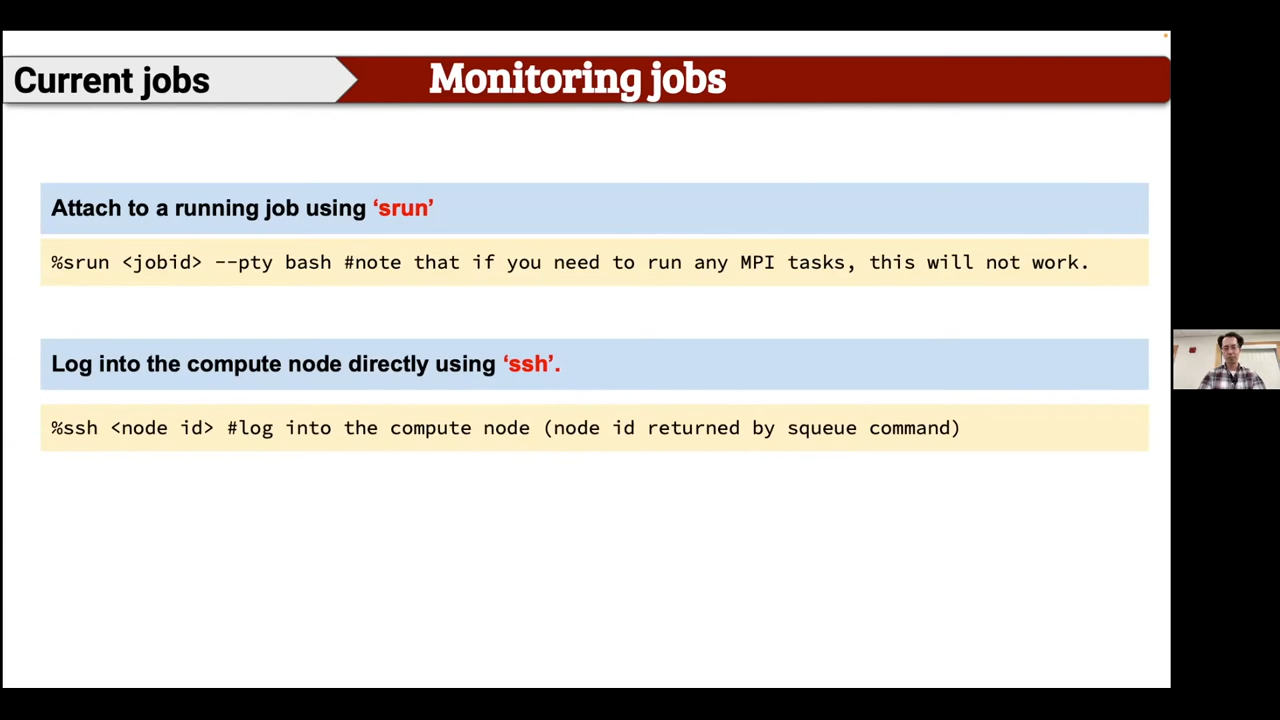 Current jobs
Monitoring jobs
Attach to a running job using ‘srun’
%srun <jobid> --pty bash #note that if you need to run any MPI tasks, this will not work.
Log into the compute node directly using ‘ssh’.
%ssh <node id> #log into the compute node (node id returned by squeue command)